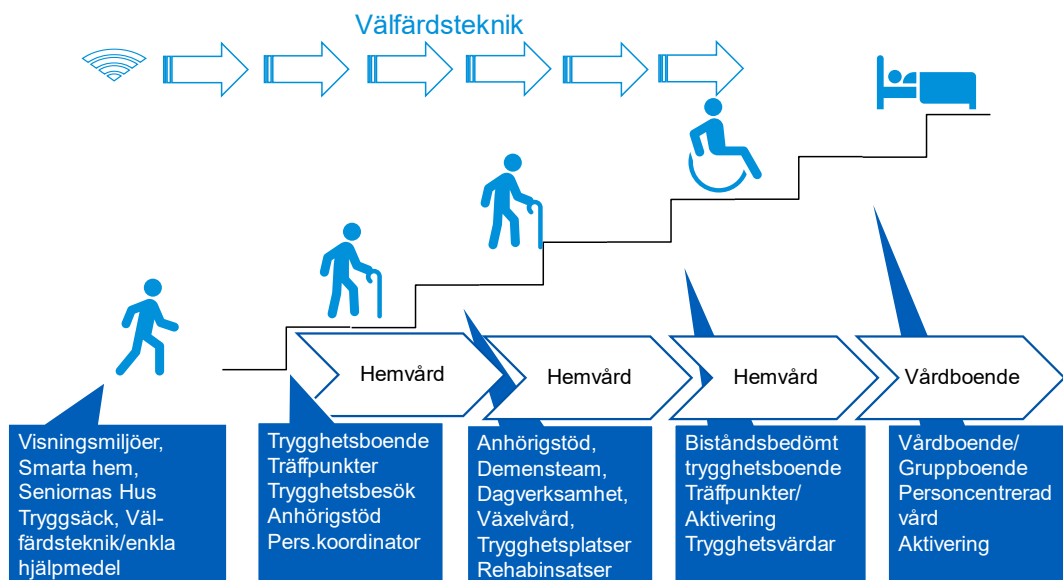 Välfärdsteknik
Hemvård
Hemvård
Hemvård
Vårdboende
Visningsmiljöer,
Smarta hem,
Seniornas Hus
Tryggsäck, Väl-
färdsteknik/enkla
hjälpmedel
Trygghetsboende
Träffpunkter
Trygghetsbesök
Anhörigstöd
Pers.koordinator
Anhörigstöd,
Demensteam,
Dagverksamhet,
Växelvård,
Trygghetsplatser
Rehabinsatser
Biståndsbedömt
trygghetsboende
Träffpunkter/
Aktivering
Trygghetsvärdar
Vårdboende/
Gruppboende
Personcentrerad
vård
Aktivering